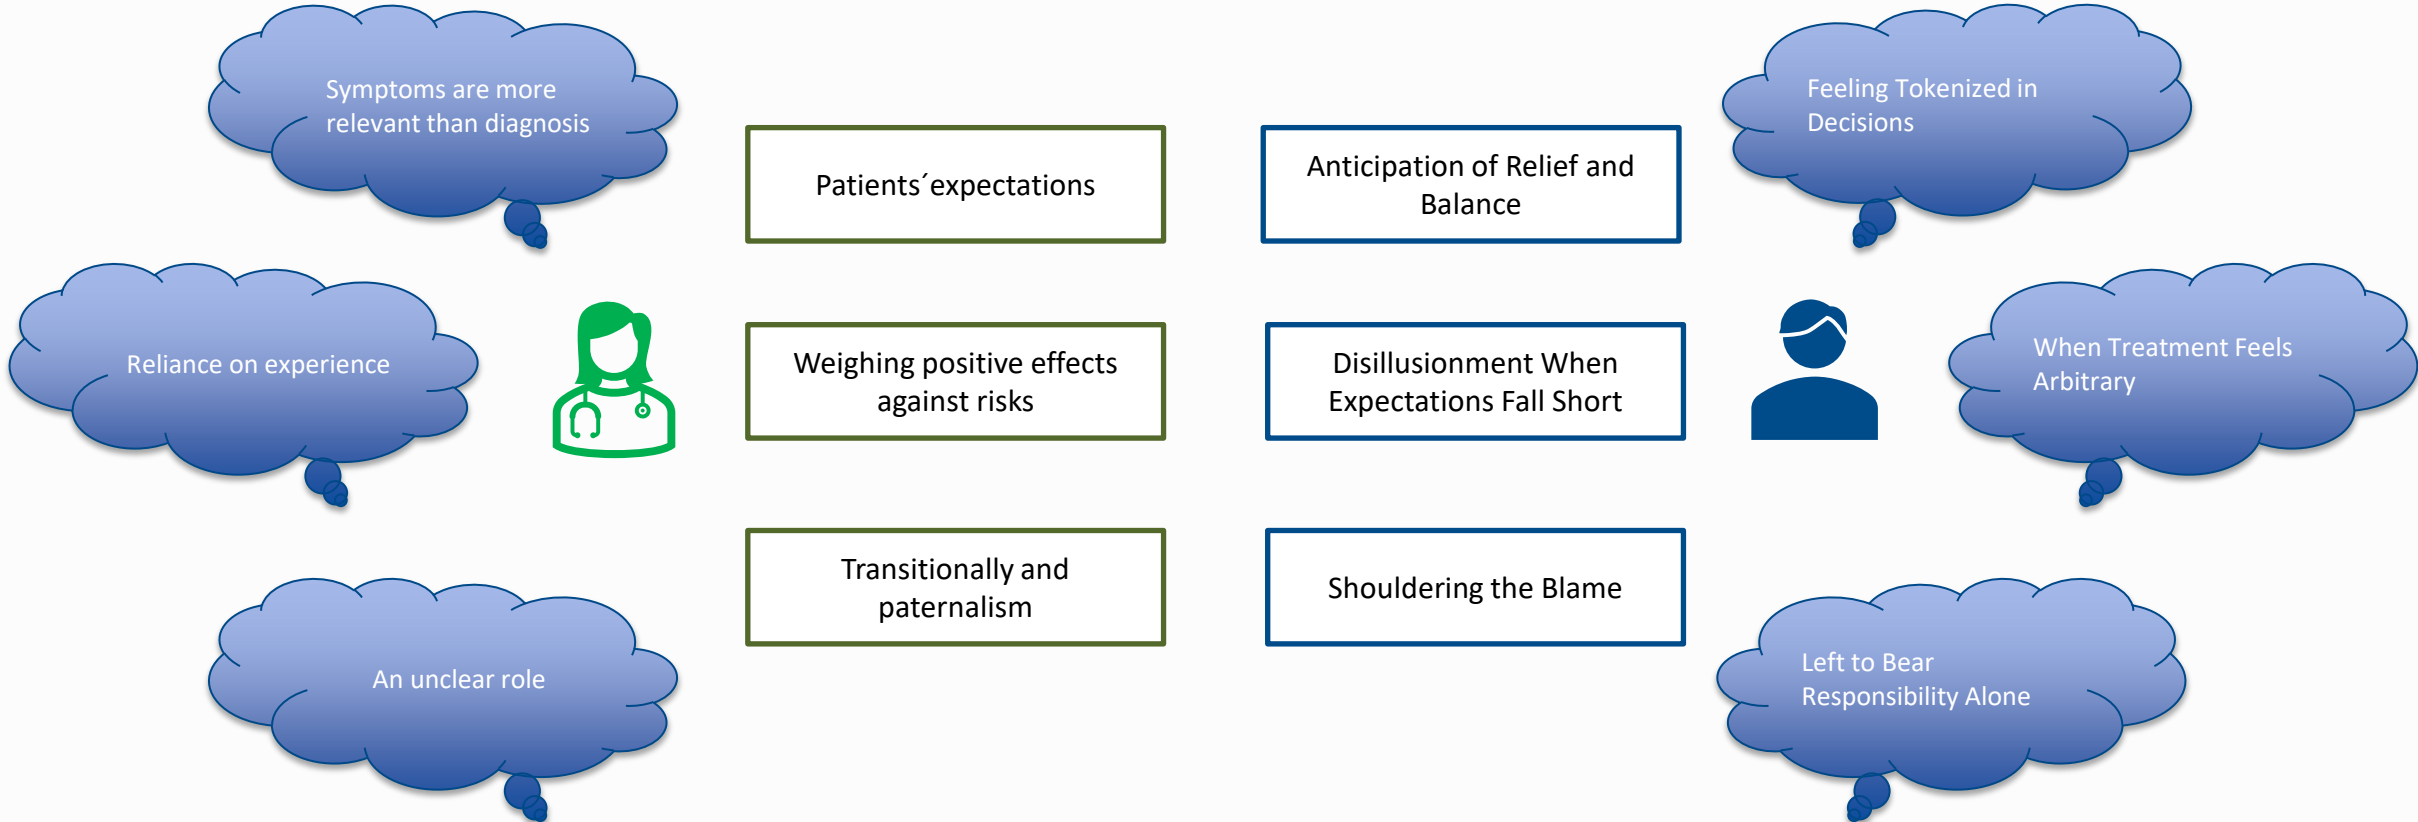 Symptoms are more
relevant than diagnosis
Feeling Tokenized in
Decisions
Patients´expectations
Anticipation of Relief and
Balance
Reliance on experience
Weighing positive effects
against risks
Disillusionment When
Expectations Fall Short
When Treatment Feels
Arbitrary
Transitionally and
paternalism
Shouldering the Blame
An unclear role
Left to Bear
Responsibility Alone